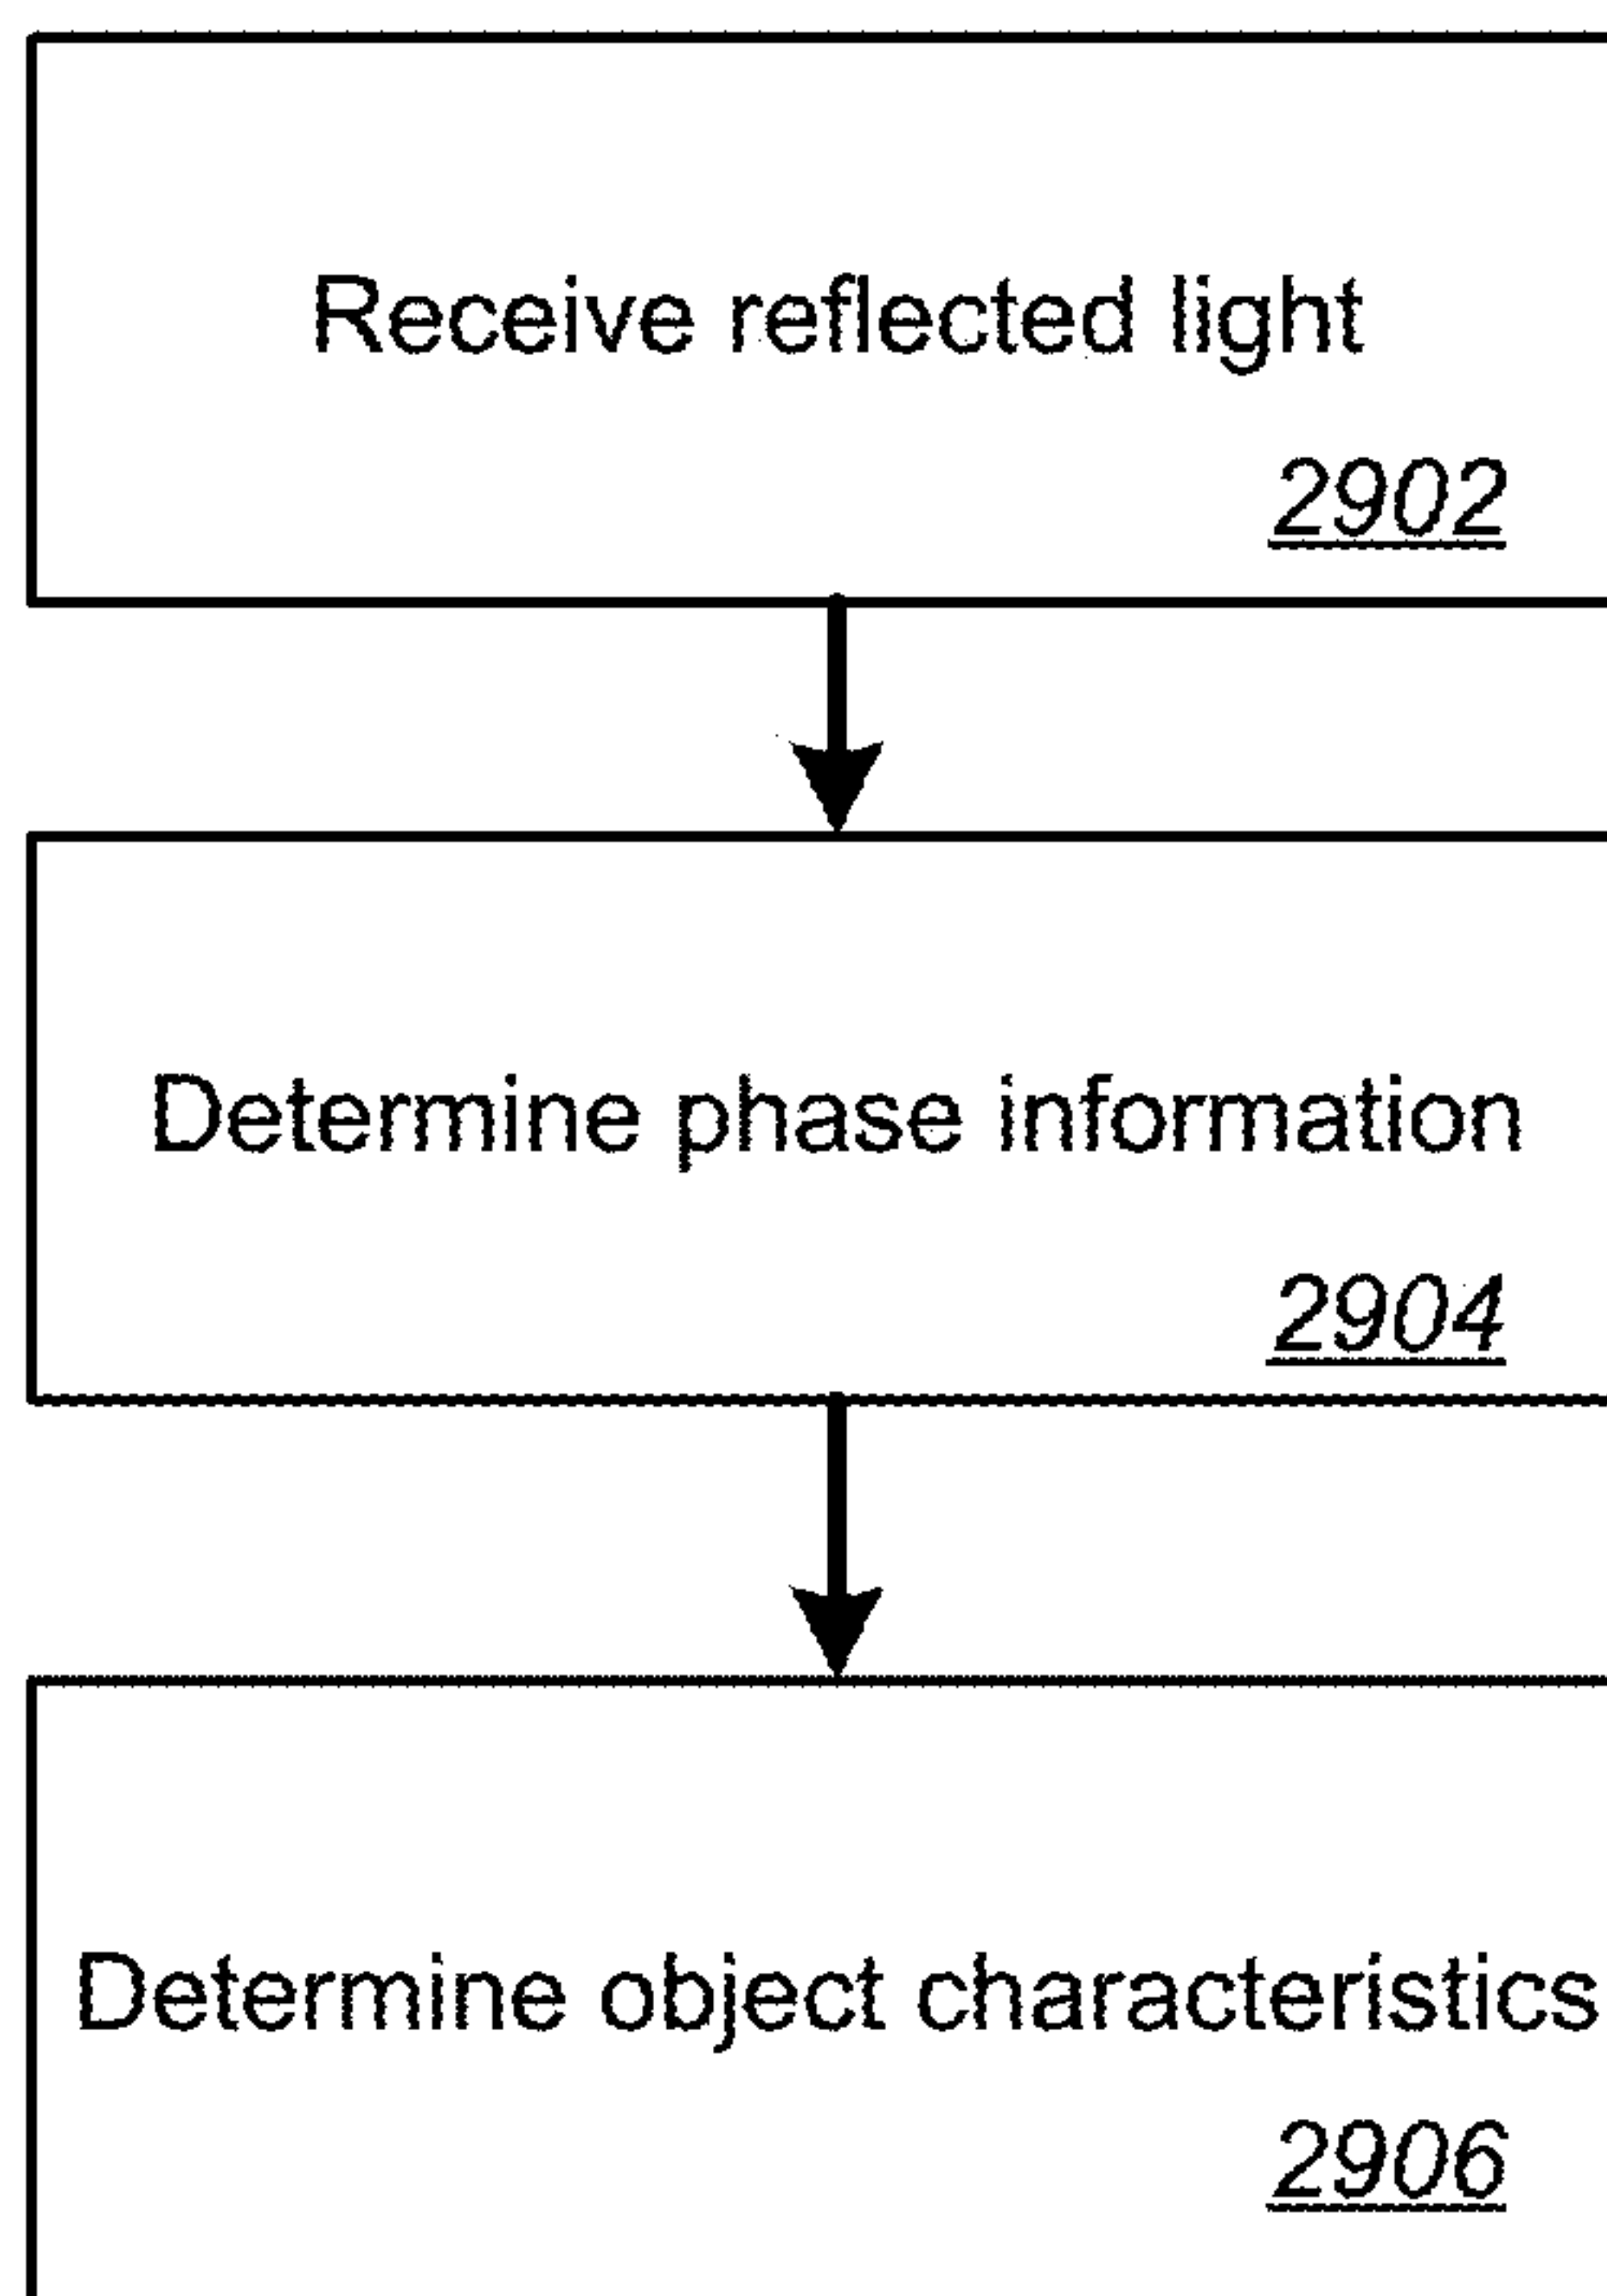 Receive reflected light
2902
Determine phase information
2904
Determine object characteristics
2906